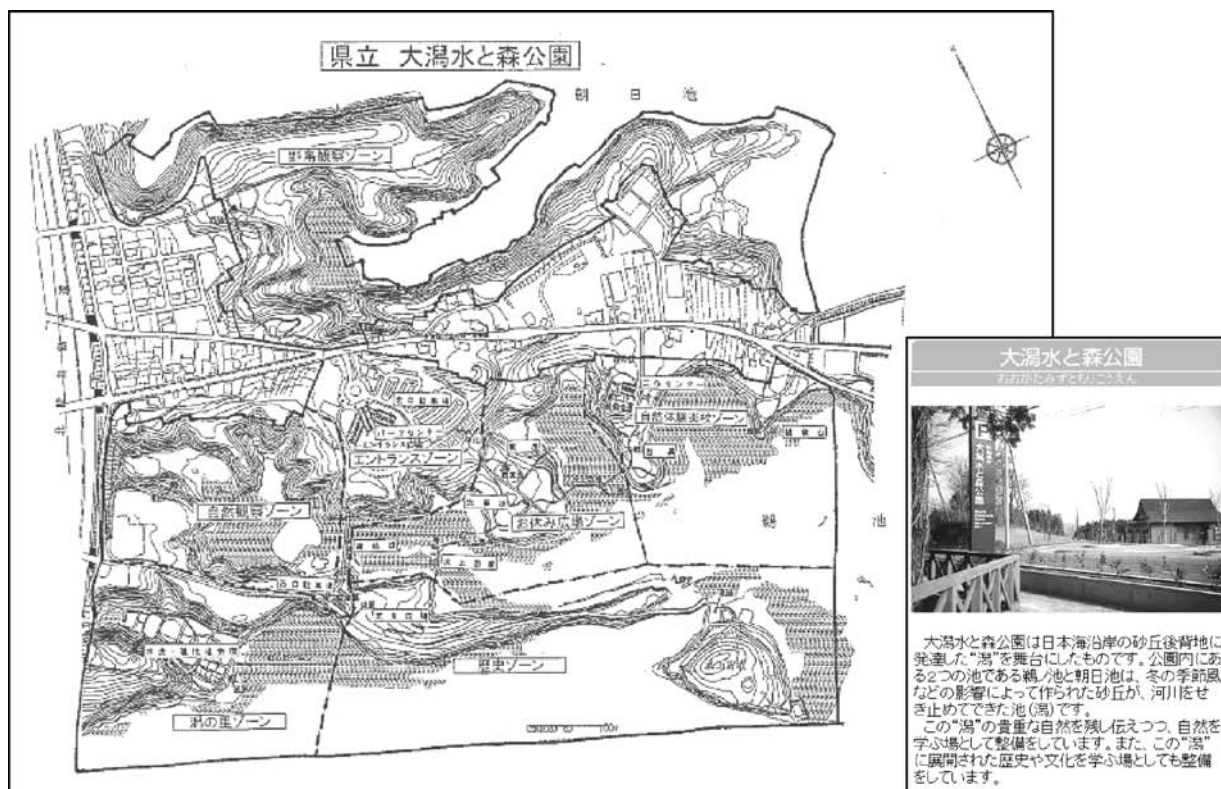 県立 大潟水と森公園
朝日池
野鳥観察ゾーン
自然体験学校ゾーン
パークセンター
エントランスゾーン
自然観察ゾーン
お休み広場ゾーン
鵜ノ池
歴史ゾーン
潟の里ゾーン
100m
大潟水と森公園
おおがたみずともりこうえん
P
大潟水と森公園は日本海沿岸の砂丘後背地に
発達した“潟”を舞台にしたものです。公園内にあ
る2つの池である鵜ノ池と朝日池は、冬の季節風
などの影響によって作られた砂丘が、河川をせ
き止めてできた池(潟)です。
この“潟”の貴重な自然を残し伝えつつ、自然を
学ぶ場として整備をしています。また、この“潟”
に展開された歴史や文化を学ぶ場としても整備
をしています。